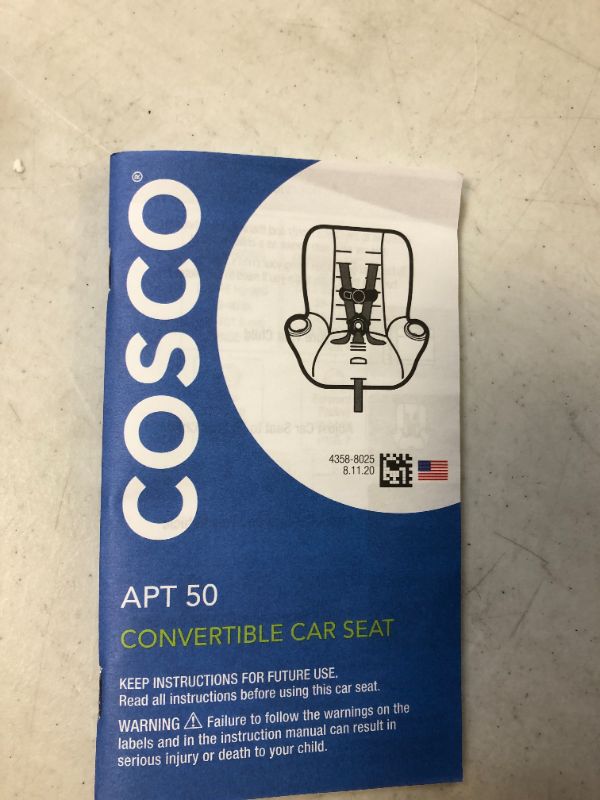 COSCO®
4358-8025
8.11.20
APT 50
CONVERTIBLE CAR SEAT
KEEP INSTRUCTIONS FOR FUTURE USE.
Read all instructions before using this car seat.
WARNING ⚠ Failure to follow the warnings on the
labels and in the instruction manual can result in
serious injury or death to your child.